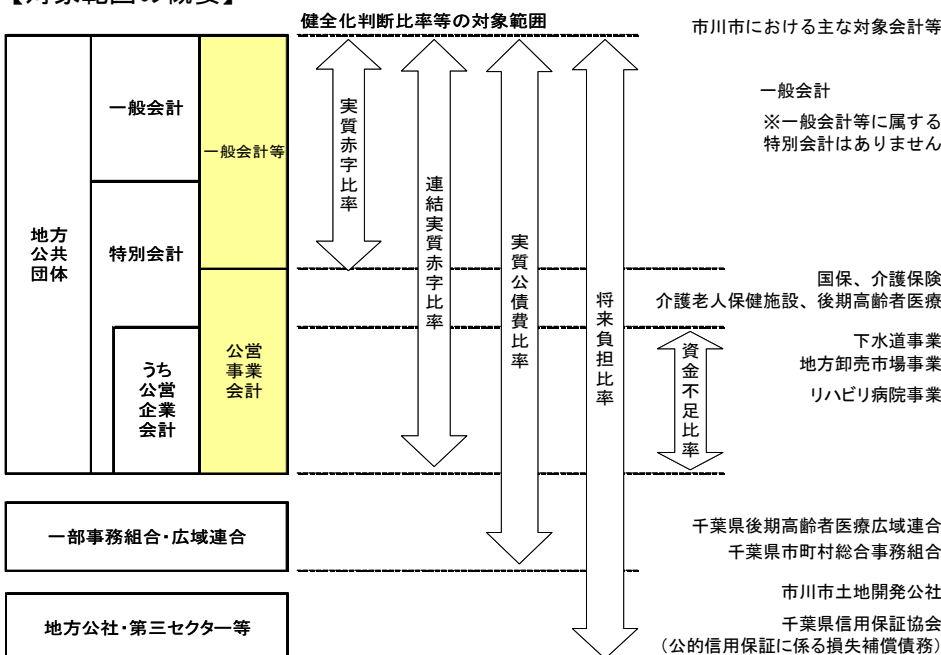 【対象範囲の概要】
健全化判断比率等の対象範囲
市川市における主な対象会計等
地方
公共
団体
一般会計
特別会計
うち
公営
企業
会計
一般会計等
公営
事業
会計
実質赤字比率
連結実質赤字比率
実質公債費比率
将来負担比率
資金不足比率
一般会計
※一般会計等に属する
特別会計はありません
国保、介護保険
介護老人保健施設、後期高齢者医療
下水道事業
地方卸売市場事業
リハビリ病院事業
一部事務組合・広域連合
千葉県後期高齢者医療広域連合
千葉県市町村総合事務組合
地方公社・第三セクター等
市川市土地開発公社
千葉県信用保証協会
(公的信用保証に係る損失補償債務)